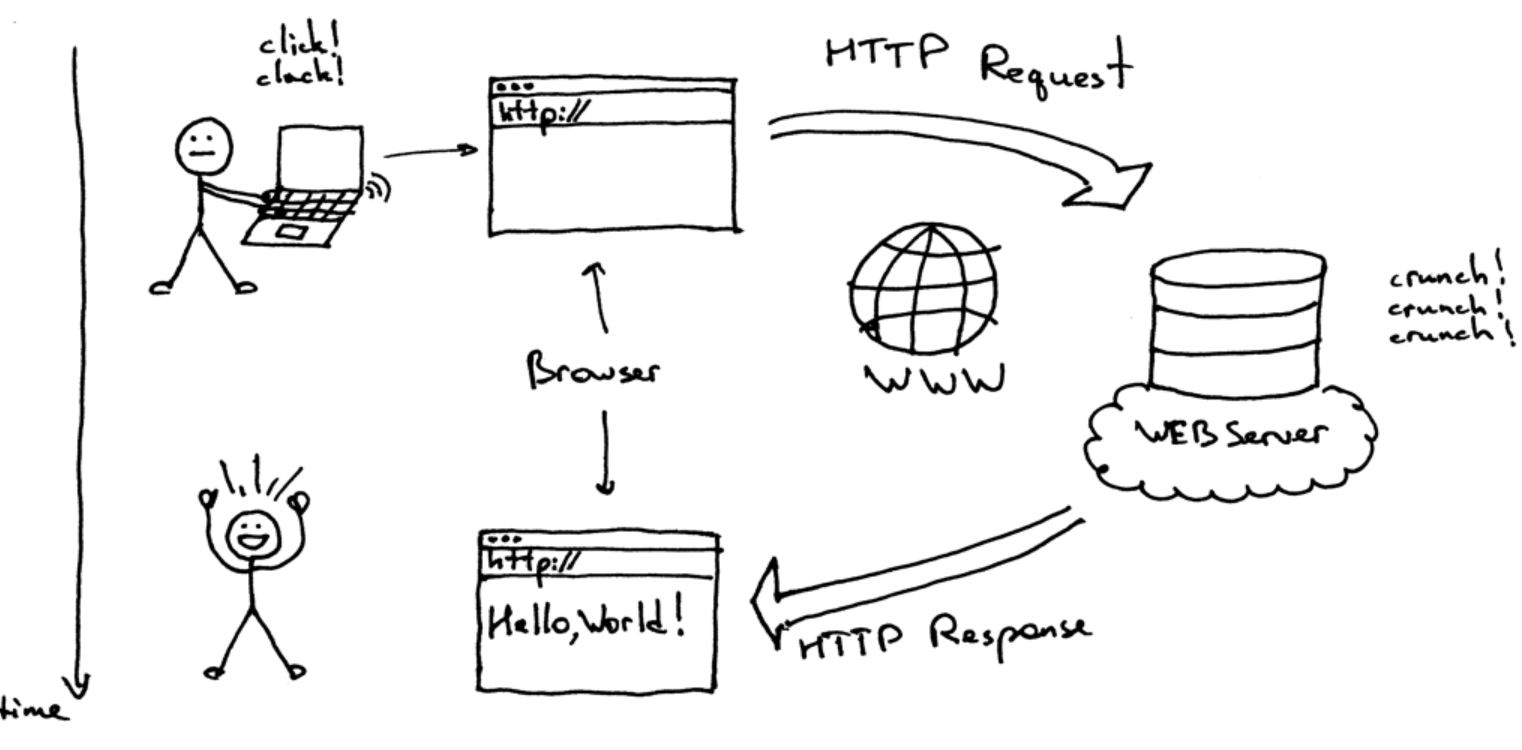 click!
clack!
HTTP Request
http://
crunch!
crunch!
crunch!
Browser
WWW
WEB Server
http://
Hello, World!
HTTP Response
time